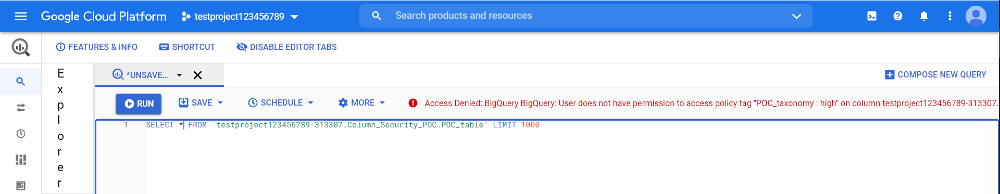 Google Cloud Platform testproject123456789 Search products and resources
FEATURES & INFO SHORTCUT DISABLE EDITOR TABS
Explorer
*UNSAVE... COMPOSE NEW QUERY
RUN SAVE SCHEDULE MORE Access Denied: BigQuery BigQuery: User does not have permission to access policy tag "POC_taxonomy : high" on column testproject123456789-313307.
1 SELECT * FROM `testproject123456789-313307.Column_Security_POC.POC_table` LIMIT 1000